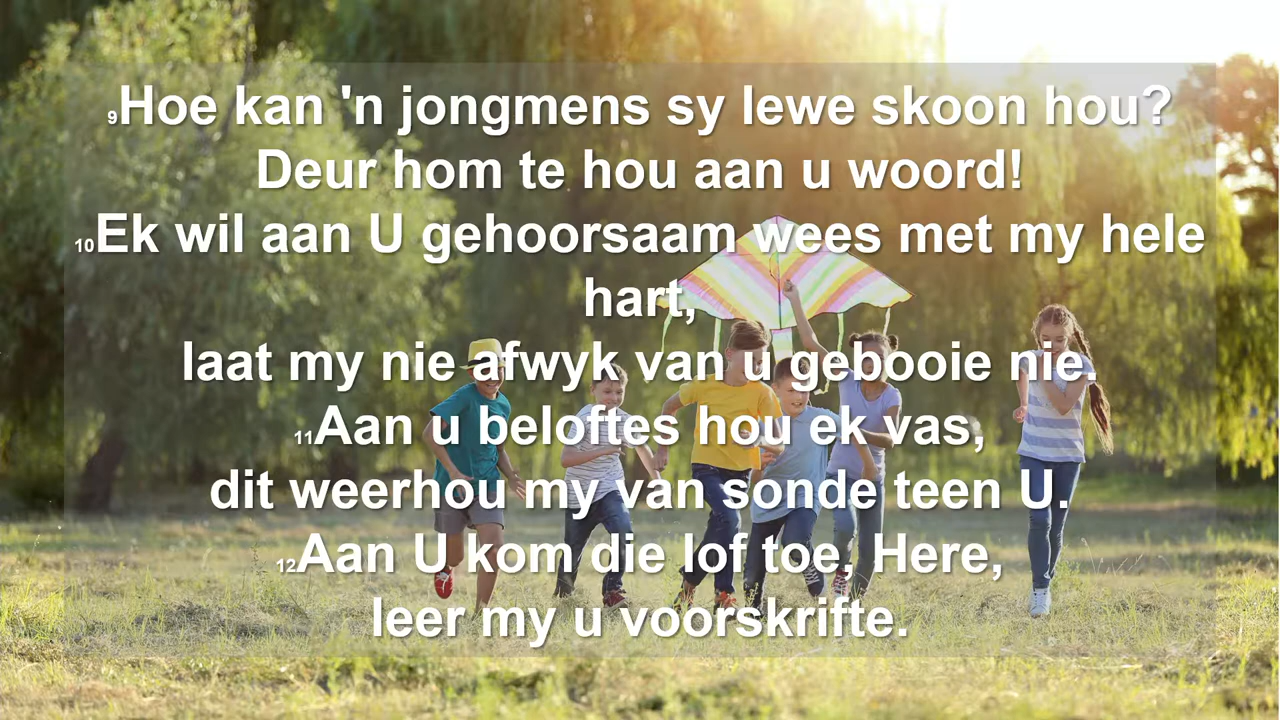 9Hoe kan 'n jongmens sy lewe skoon hou?
Deur hom te hou aan u woord!
10Ek wil aan U gehoorsaam wees met my hele
hart,
laat my nie afwyk van u gebooie nie.
11Aan u beloftes hou ek vas,
dit weerhou my van sonde teen U.
12Aan U kom die lof toe, Here,
leer my u voorskrifte.